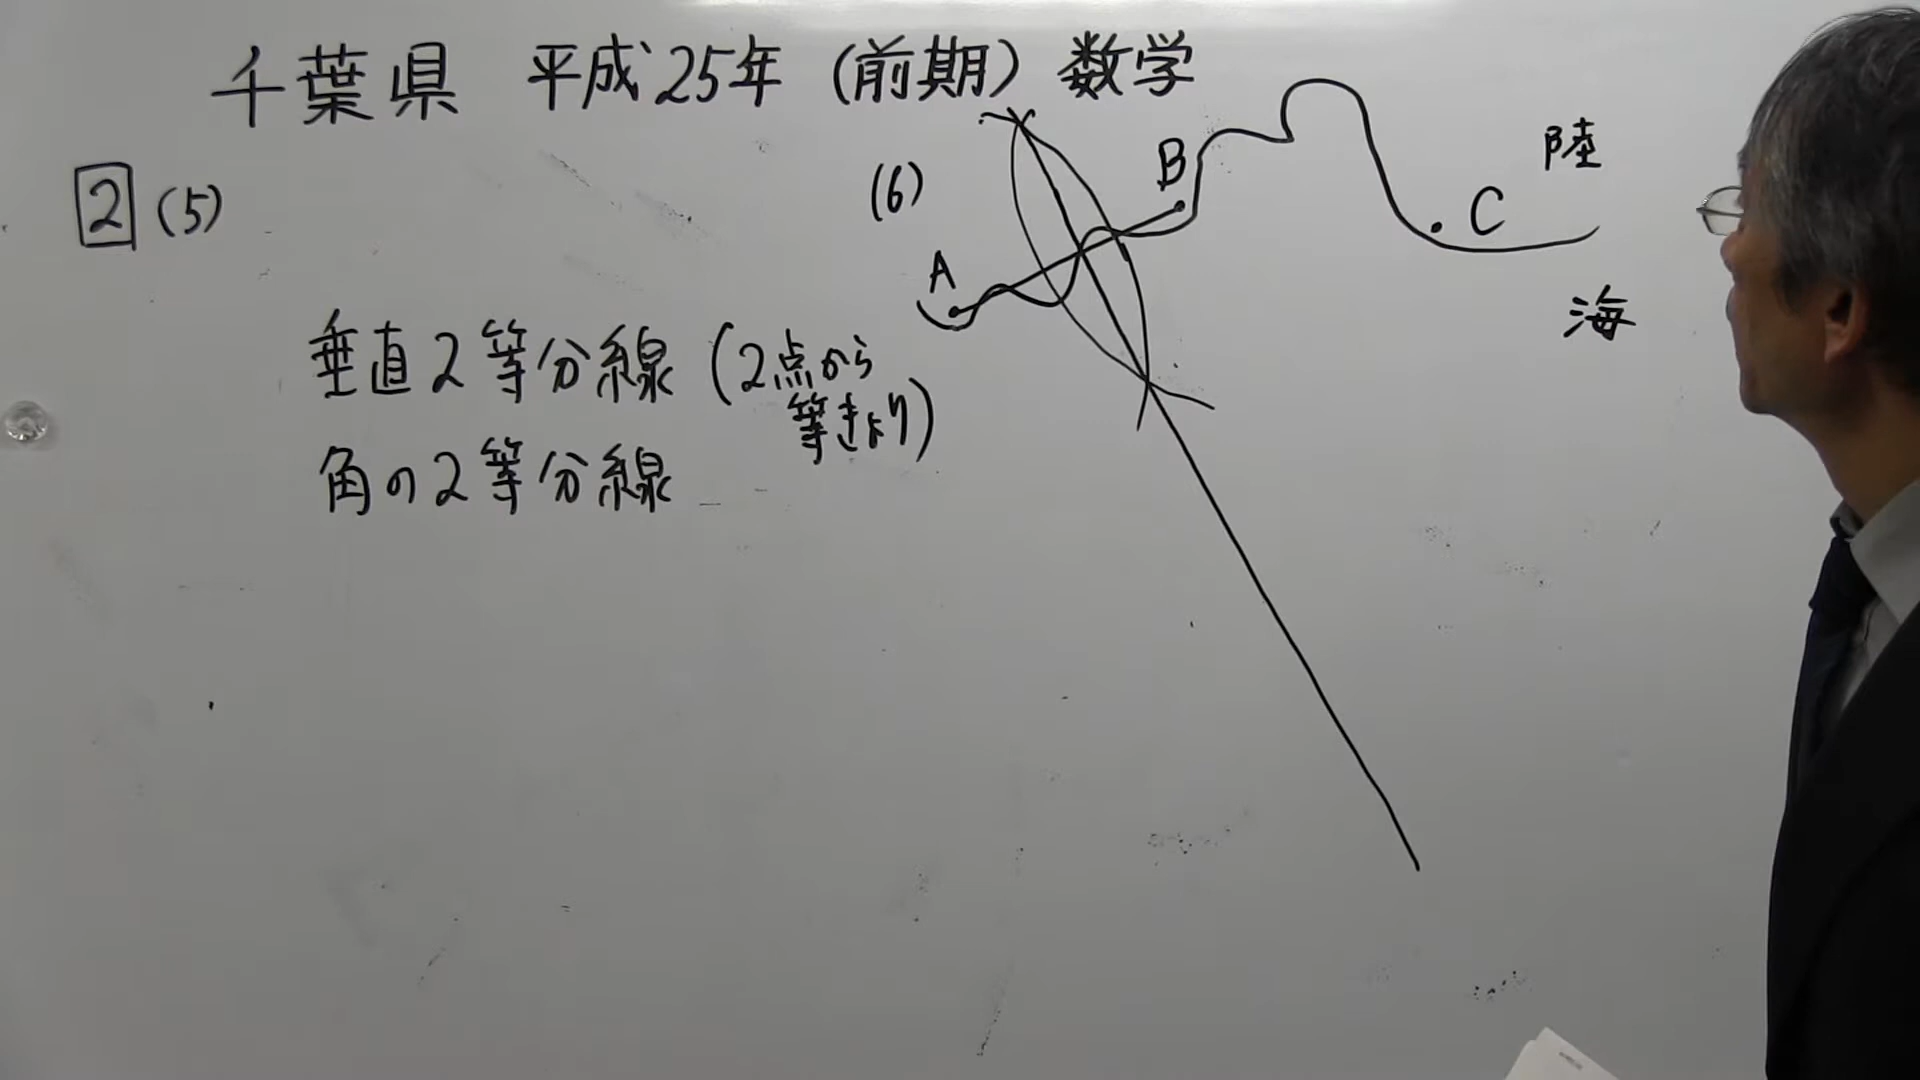 千葉県 平成25年(前期) 数学
2 (5)
垂直2等分線(2点から
等きょり)
角の2等分線
(6)
A
B
C
陸
海